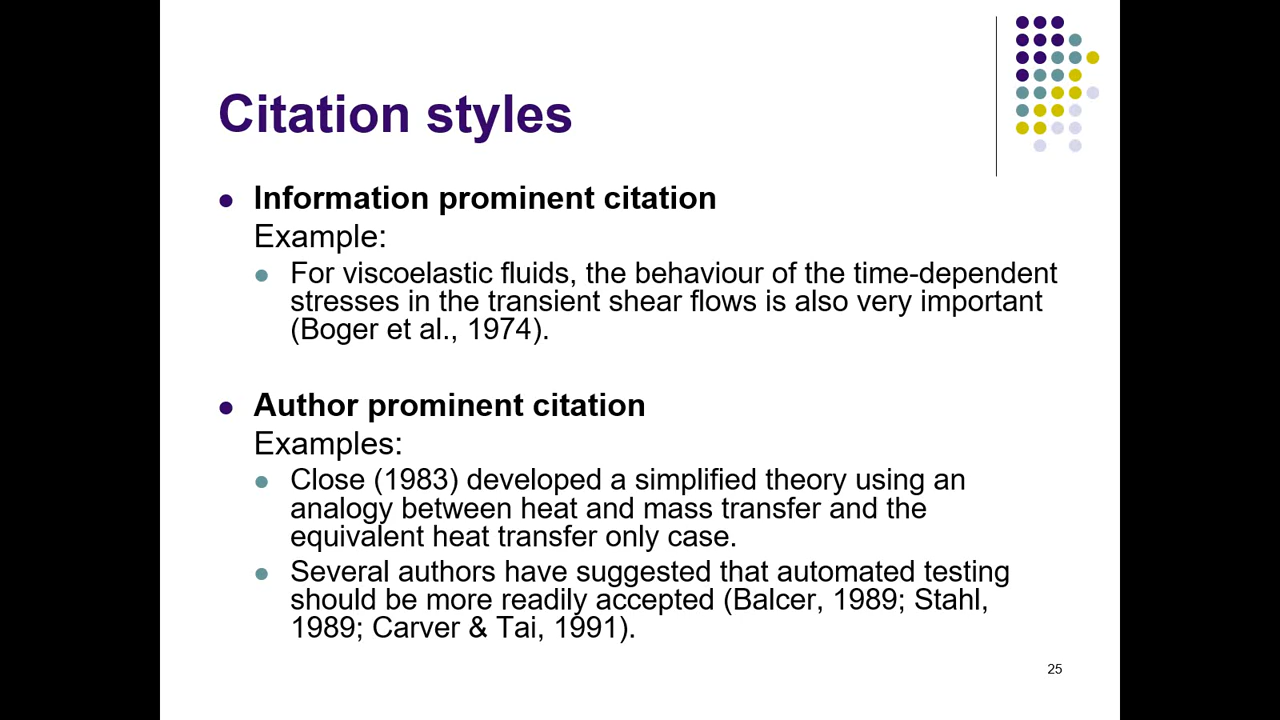 Citation styles
Information prominent citation
Example:
For viscoelastic fluids, the behaviour of the time-dependent
stresses in the transient shear flows is also very important
(Boger et al., 1974).
Author prominent citation
Examples:
Close (1983) developed a simplified theory using an
analogy between heat and mass transfer and the
equivalent heat transfer only case.
Several authors have suggested that automated testing
should be more readily accepted (Balcer, 1989; Stahl,
1989; Carver & Tai, 1991).
25